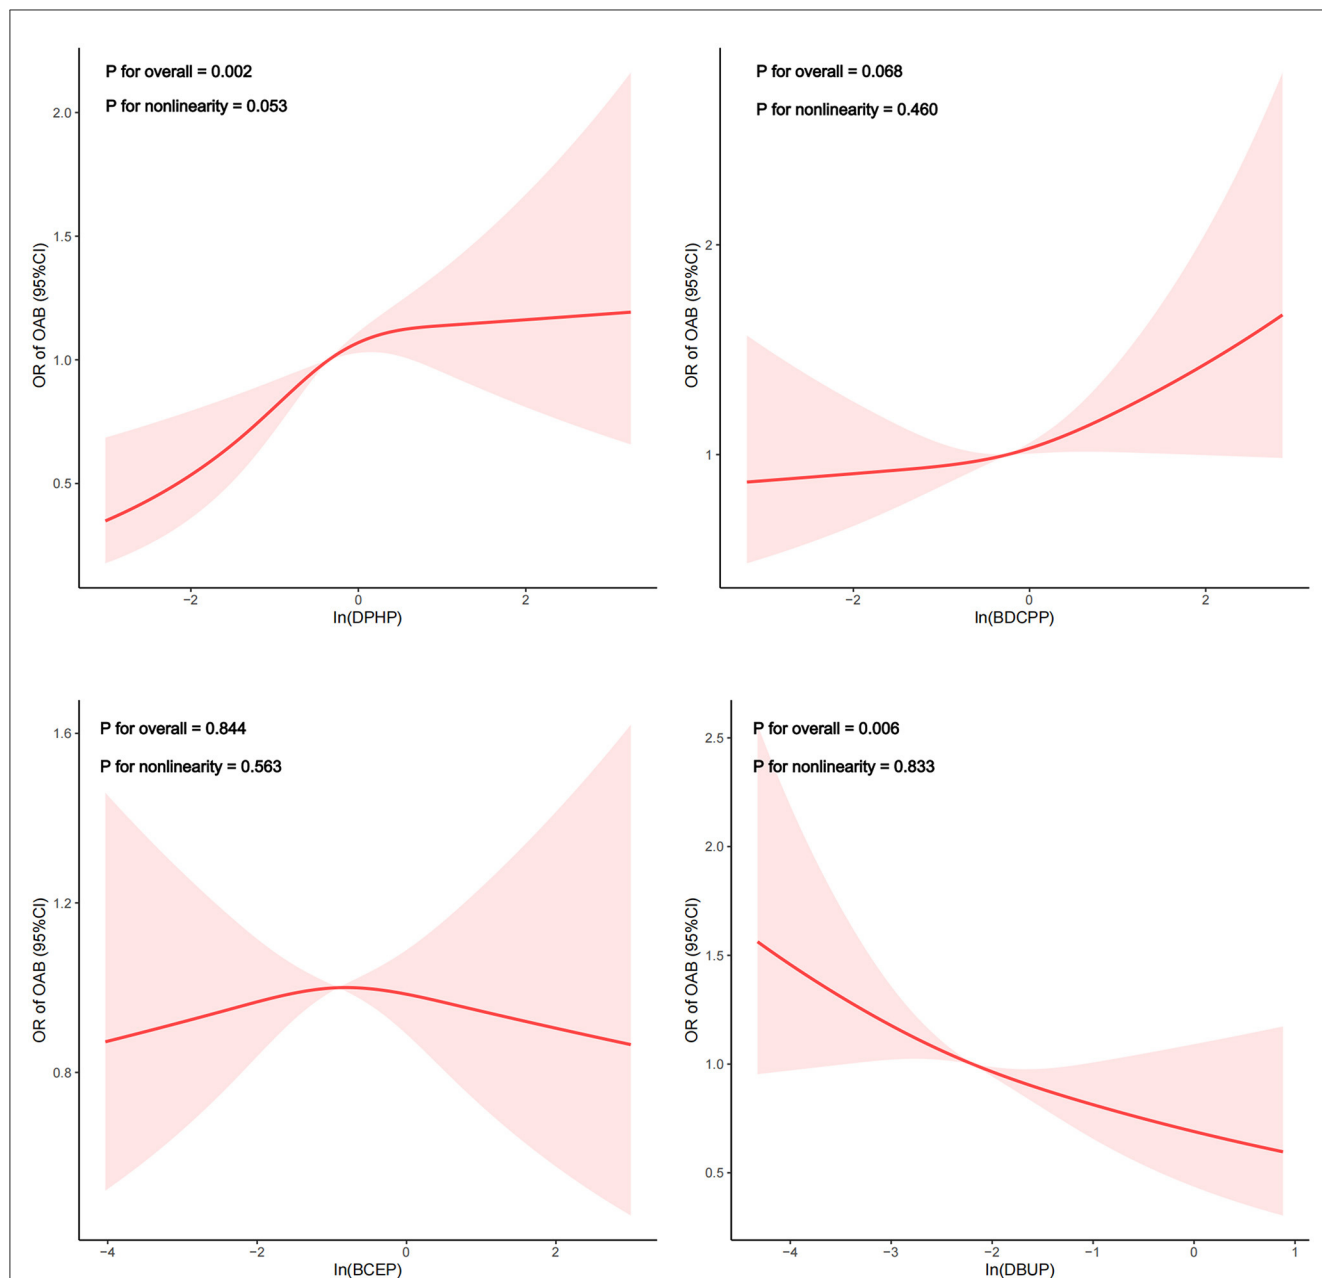 P for overall = 0.002
P for nonlinearity = 0.053
2.0
1.5
1.0
0.5
OR of OAB (95%CI)
−2
0
2
ln(DPHP)
P for overall = 0.068
P for nonlinearity = 0.460
2
1
OR of OAB (95%CI)
−2
0
2
ln(BDCPP)
P for overall = 0.844
P for nonlinearity = 0.563
1.6
1.2
0.8
OR of OAB (95%CI)
−4
−2
0
2
ln(BCEP)
P for overall = 0.006
P for nonlinearity = 0.833
2.5
2.0
1.5
1.0
0.5
OR of OAB (95%CI)
−4
−3
−2
−1
0
1
ln(DBUP)